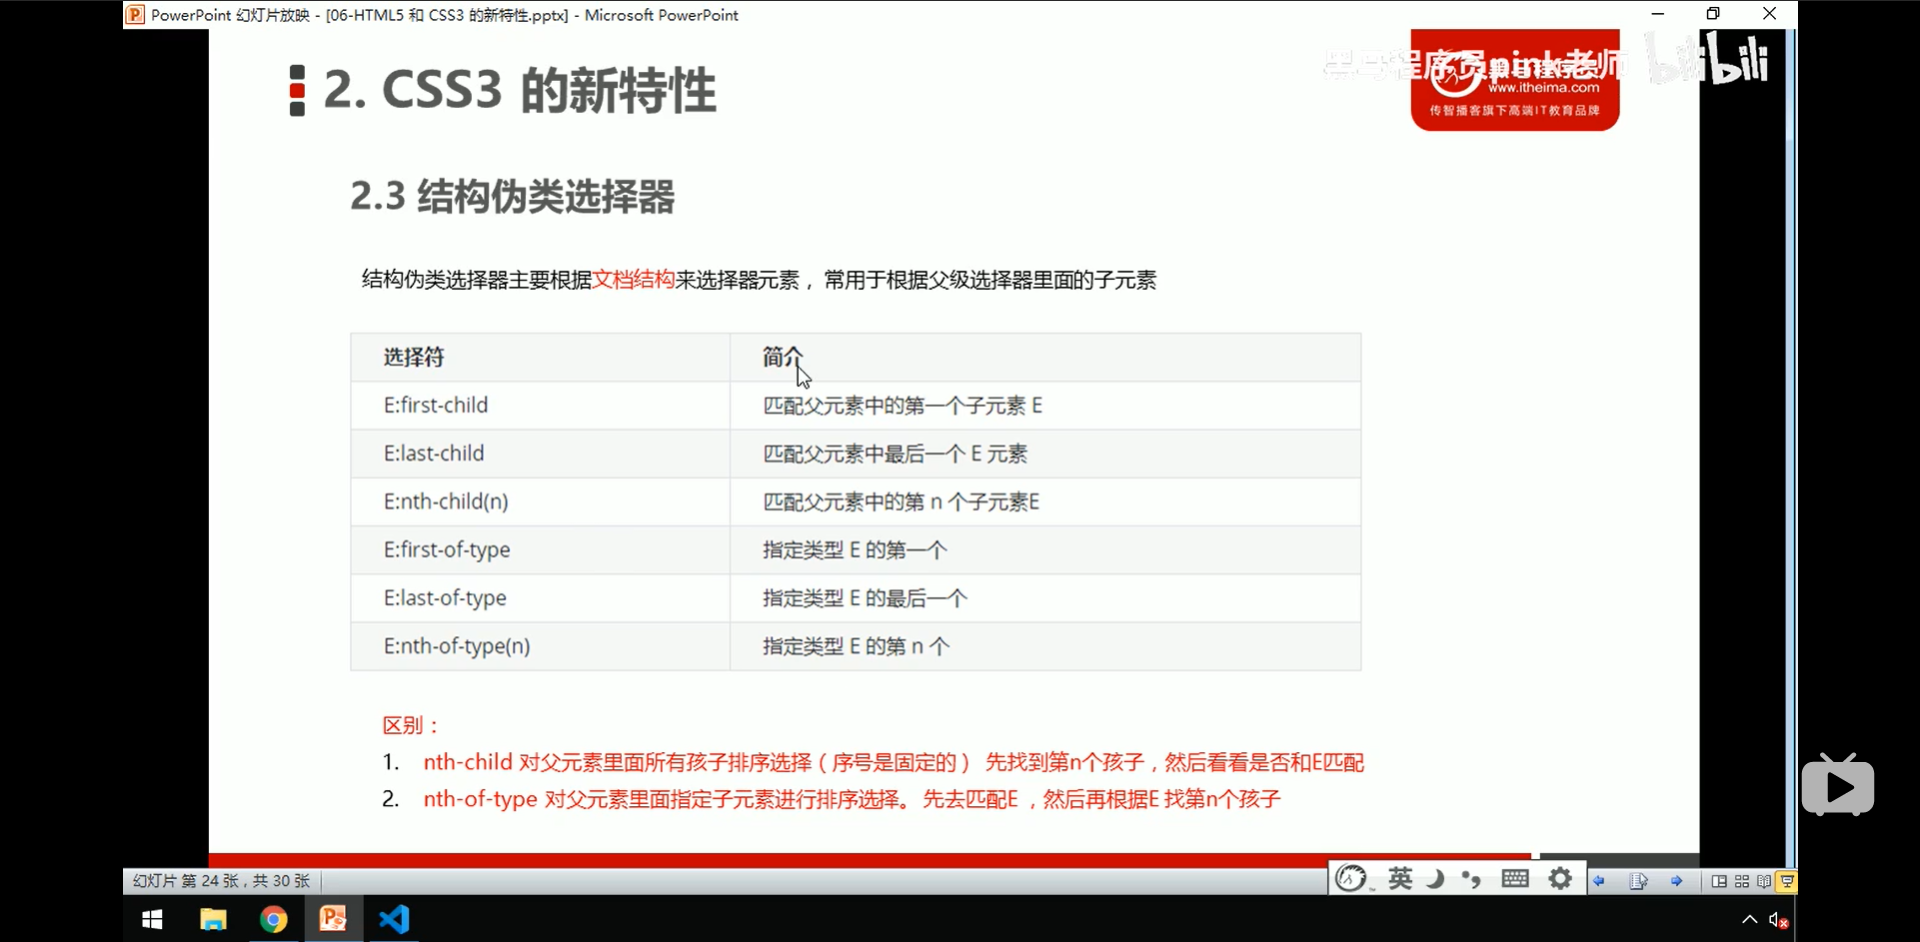 PowerPoint 幻灯片放映 - [06-HTML5 和 CSS3 的新特性.pptx] - Microsoft PowerPoint
黑马程序员pink老师
bilibili
2. CSS3 的新特性
www.itheima.com
传智播客旗下高端IT教育品牌
2.3 结构伪类选择器
结构伪类选择器主要根据文档结构来选择器元素，常用于根据父级选择器里面的子元素
选择符 简介
E:first-child 匹配父元素中的第一个子元素 E
E:last-child 匹配父元素中最后一个 E 元素
E:nth-child(n) 匹配父元素中的第 n 个子元素E
E:first-of-type 指定类型 E 的第一个
E:last-of-type 指定类型 E 的最后一个
E:nth-of-type(n) 指定类型 E 的第 n 个
区别：
1. nth-child 对父元素里面所有孩子排序选择（序号是固定的） 先找到第n个孩子，然后看看是否和E匹配
2. nth-of-type 对父元素里面指定子元素进行排序选择。 先去匹配E ，然后再根据E 找第n个孩子
幻灯片 第 24 张，共 30 张
英